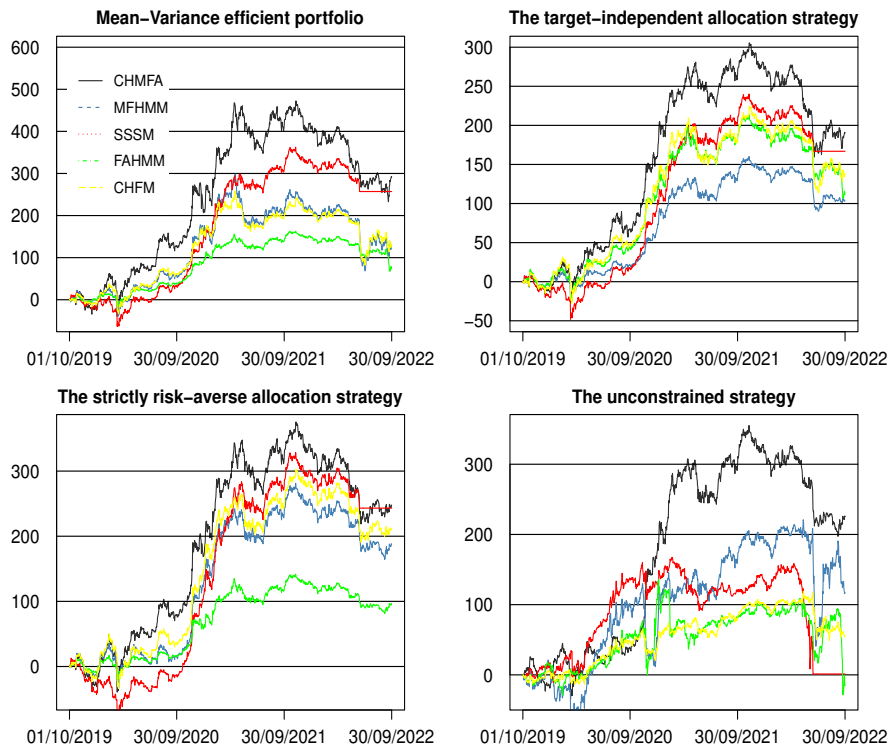 Mean−Variance efficient portfolio
600
500
400
300
200
100
0
CHMFA
MFHMM
SSSM
FAHMM
CHFM
01/10/2019 30/09/2020 30/09/2021 30/09/2022
The target−independent allocation strategy
300
250
200
150
100
50
0
−50
01/10/2019 30/09/2020 30/09/2021 30/09/2022
The strictly risk−averse allocation strategy
300
200
100
0
01/10/2019 30/09/2020 30/09/2021 30/09/2022
The unconstrained strategy
300
200
100
0
01/10/2019 30/09/2020 30/09/2021 30/09/2022